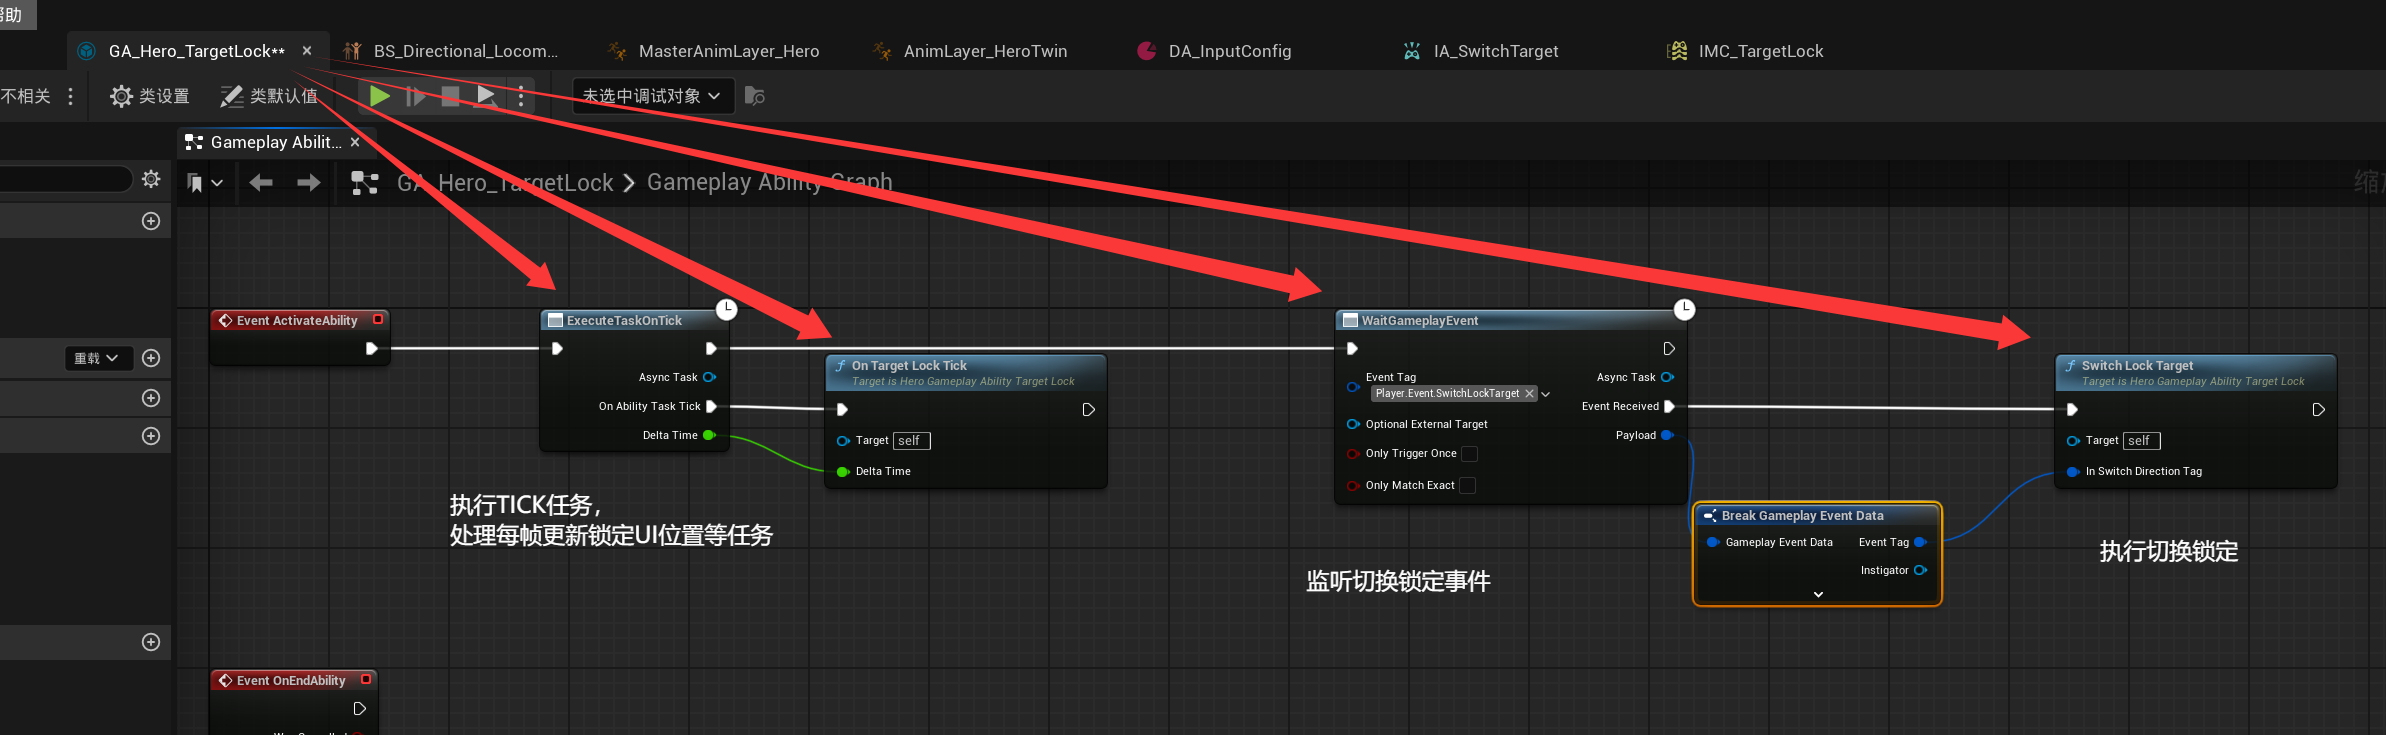 帮助
GA_Hero_TargetLock**
BS_Directional_Locom...
MasterAnimLayer_Hero
AnimLayer_HeroTwin
DA_InputConfig
IA_SwitchTarget
IMC_TargetLock
不相关
类设置
类默认值
未选中调试对象
Gameplay Abilit...
GA_Hero_TargetLock
Gameplay Ability Graph
重载
Event ActivateAbility
ExecuteTaskOnTick
Async Task
On Ability Task Tick
Delta Time
On Target Lock Tick
Target is Hero Gameplay Ability Target Lock
Target self
Delta Time
执行TICK任务，
处理每帧更新锁定UI位置等任务
WaitGameplayEvent
Event Tag
Async Task
Player.Event.SwitchLockTarget
Event Received
Optional External Target
Payload
Only Trigger Once
Only Match Exact
监听切换锁定事件
Break Gameplay Event Data
Gameplay Event Data
Event Tag
Instigator
Switch Lock Target
Target is Hero Gameplay Ability Target Lock
Target self
In Switch Direction Tag
执行切换锁定
Event OnEndAbility